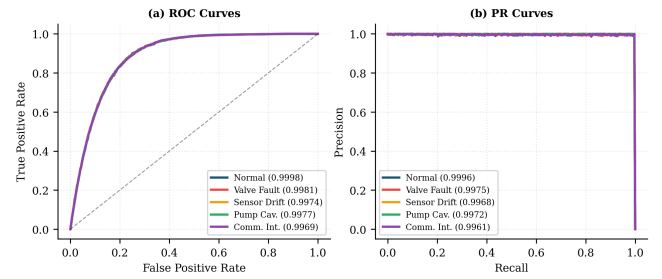 (a) ROC Curves
True Positive Rate
1.0
0.8
0.6
0.4
0.2
0.0
Normal (0.9998)
Valve Fault (0.9981)
Sensor Drift (0.9974)
Pump Cav. (0.9977)
Comm. Int. (0.9969)
0.0 0.2 0.4 0.6 0.8 1.0
False Positive Rate
(b) PR Curves
Precision
1.0
0.8
0.6
0.4
0.2
0.0
Normal (0.9996)
Valve Fault (0.9975)
Sensor Drift (0.9968)
Pump Cav. (0.9972)
Comm. Int. (0.9961)
0.0 0.2 0.4 0.6 0.8 1.0
Recall